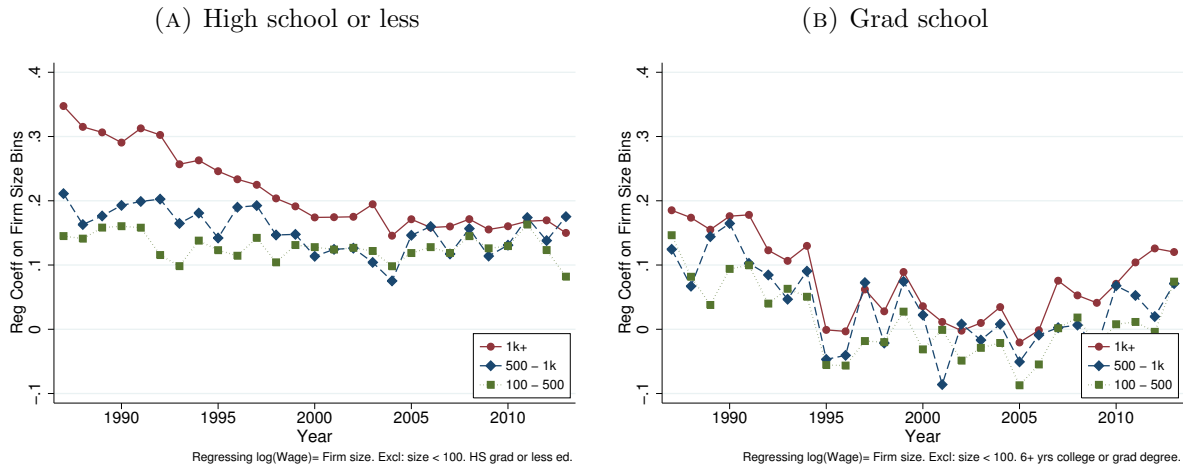 (A) High school or less
Reg Coeff on Firm Size Bins
.4
.3
.2
.1
0
-.1
1990
1995
2000
2005
2010
Year
1k+
500 – 1k
100 – 500
Regressing log(Wage)= Firm size. Excl: size < 100. HS grad or less ed.
(B) Grad school
Reg Coeff on Firm Size Bins
.4
.3
.2
.1
0
-.1
1990
1995
2000
2005
2010
Year
1k+
500 – 1k
100 – 500
Regressing log(Wage)= Firm size. Excl: size < 100. 6+ yrs college or grad degree.